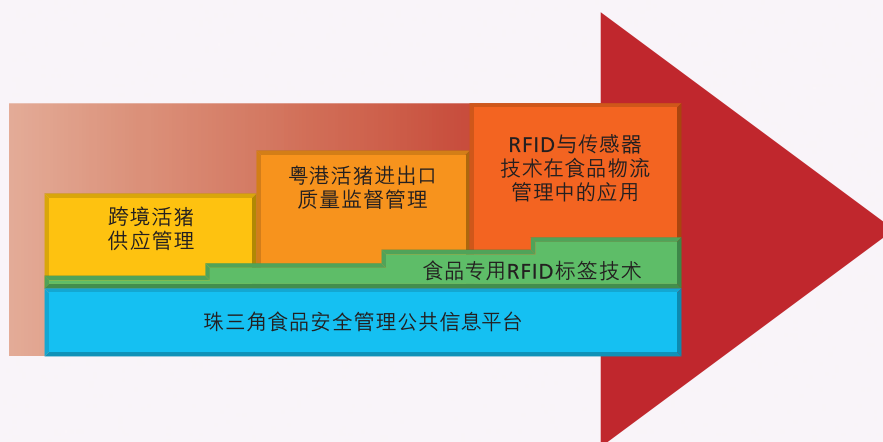 跨境活猪
供应管理
粤港活猪进出口
质量监督管理
RFID与传感器
技术在食品物流
管理中的应用
食品专用RFID标签技术
珠三角食品安全管理公共信息平台